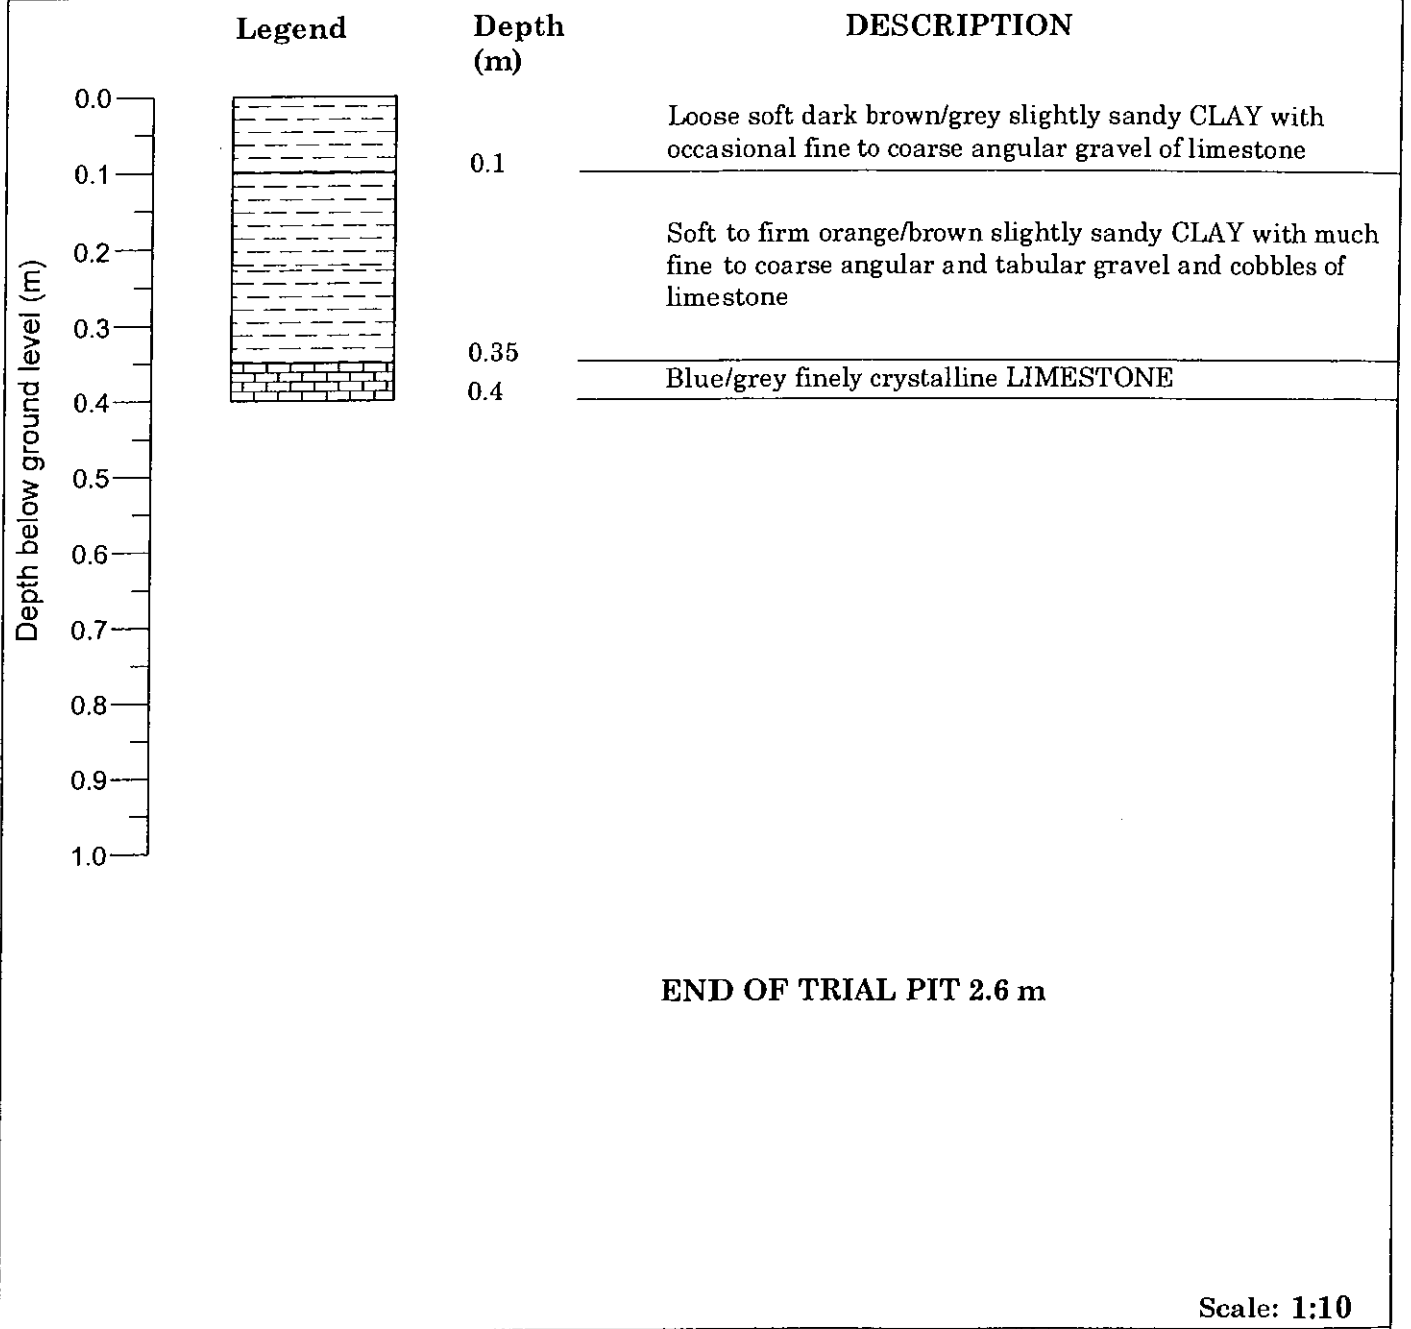 Legend
Depth
(m)
DESCRIPTION
Depth below ground level (m)
0.0
0.1
0.2
0.3
0.4
0.5
0.6
0.7
0.8
0.9
1.0
Loose soft dark brown/grey slightly sandy CLAY with
occasional fine to coarse angular gravel of limestone
0.1
Soft to firm orange/brown slightly sandy CLAY with much
fine to coarse angular and tabular gravel and cobbles of
limestone
0.35
Blue/grey finely crystalline LIMESTONE
0.4
END OF TRIAL PIT 2.6 m
Scale: 1:10